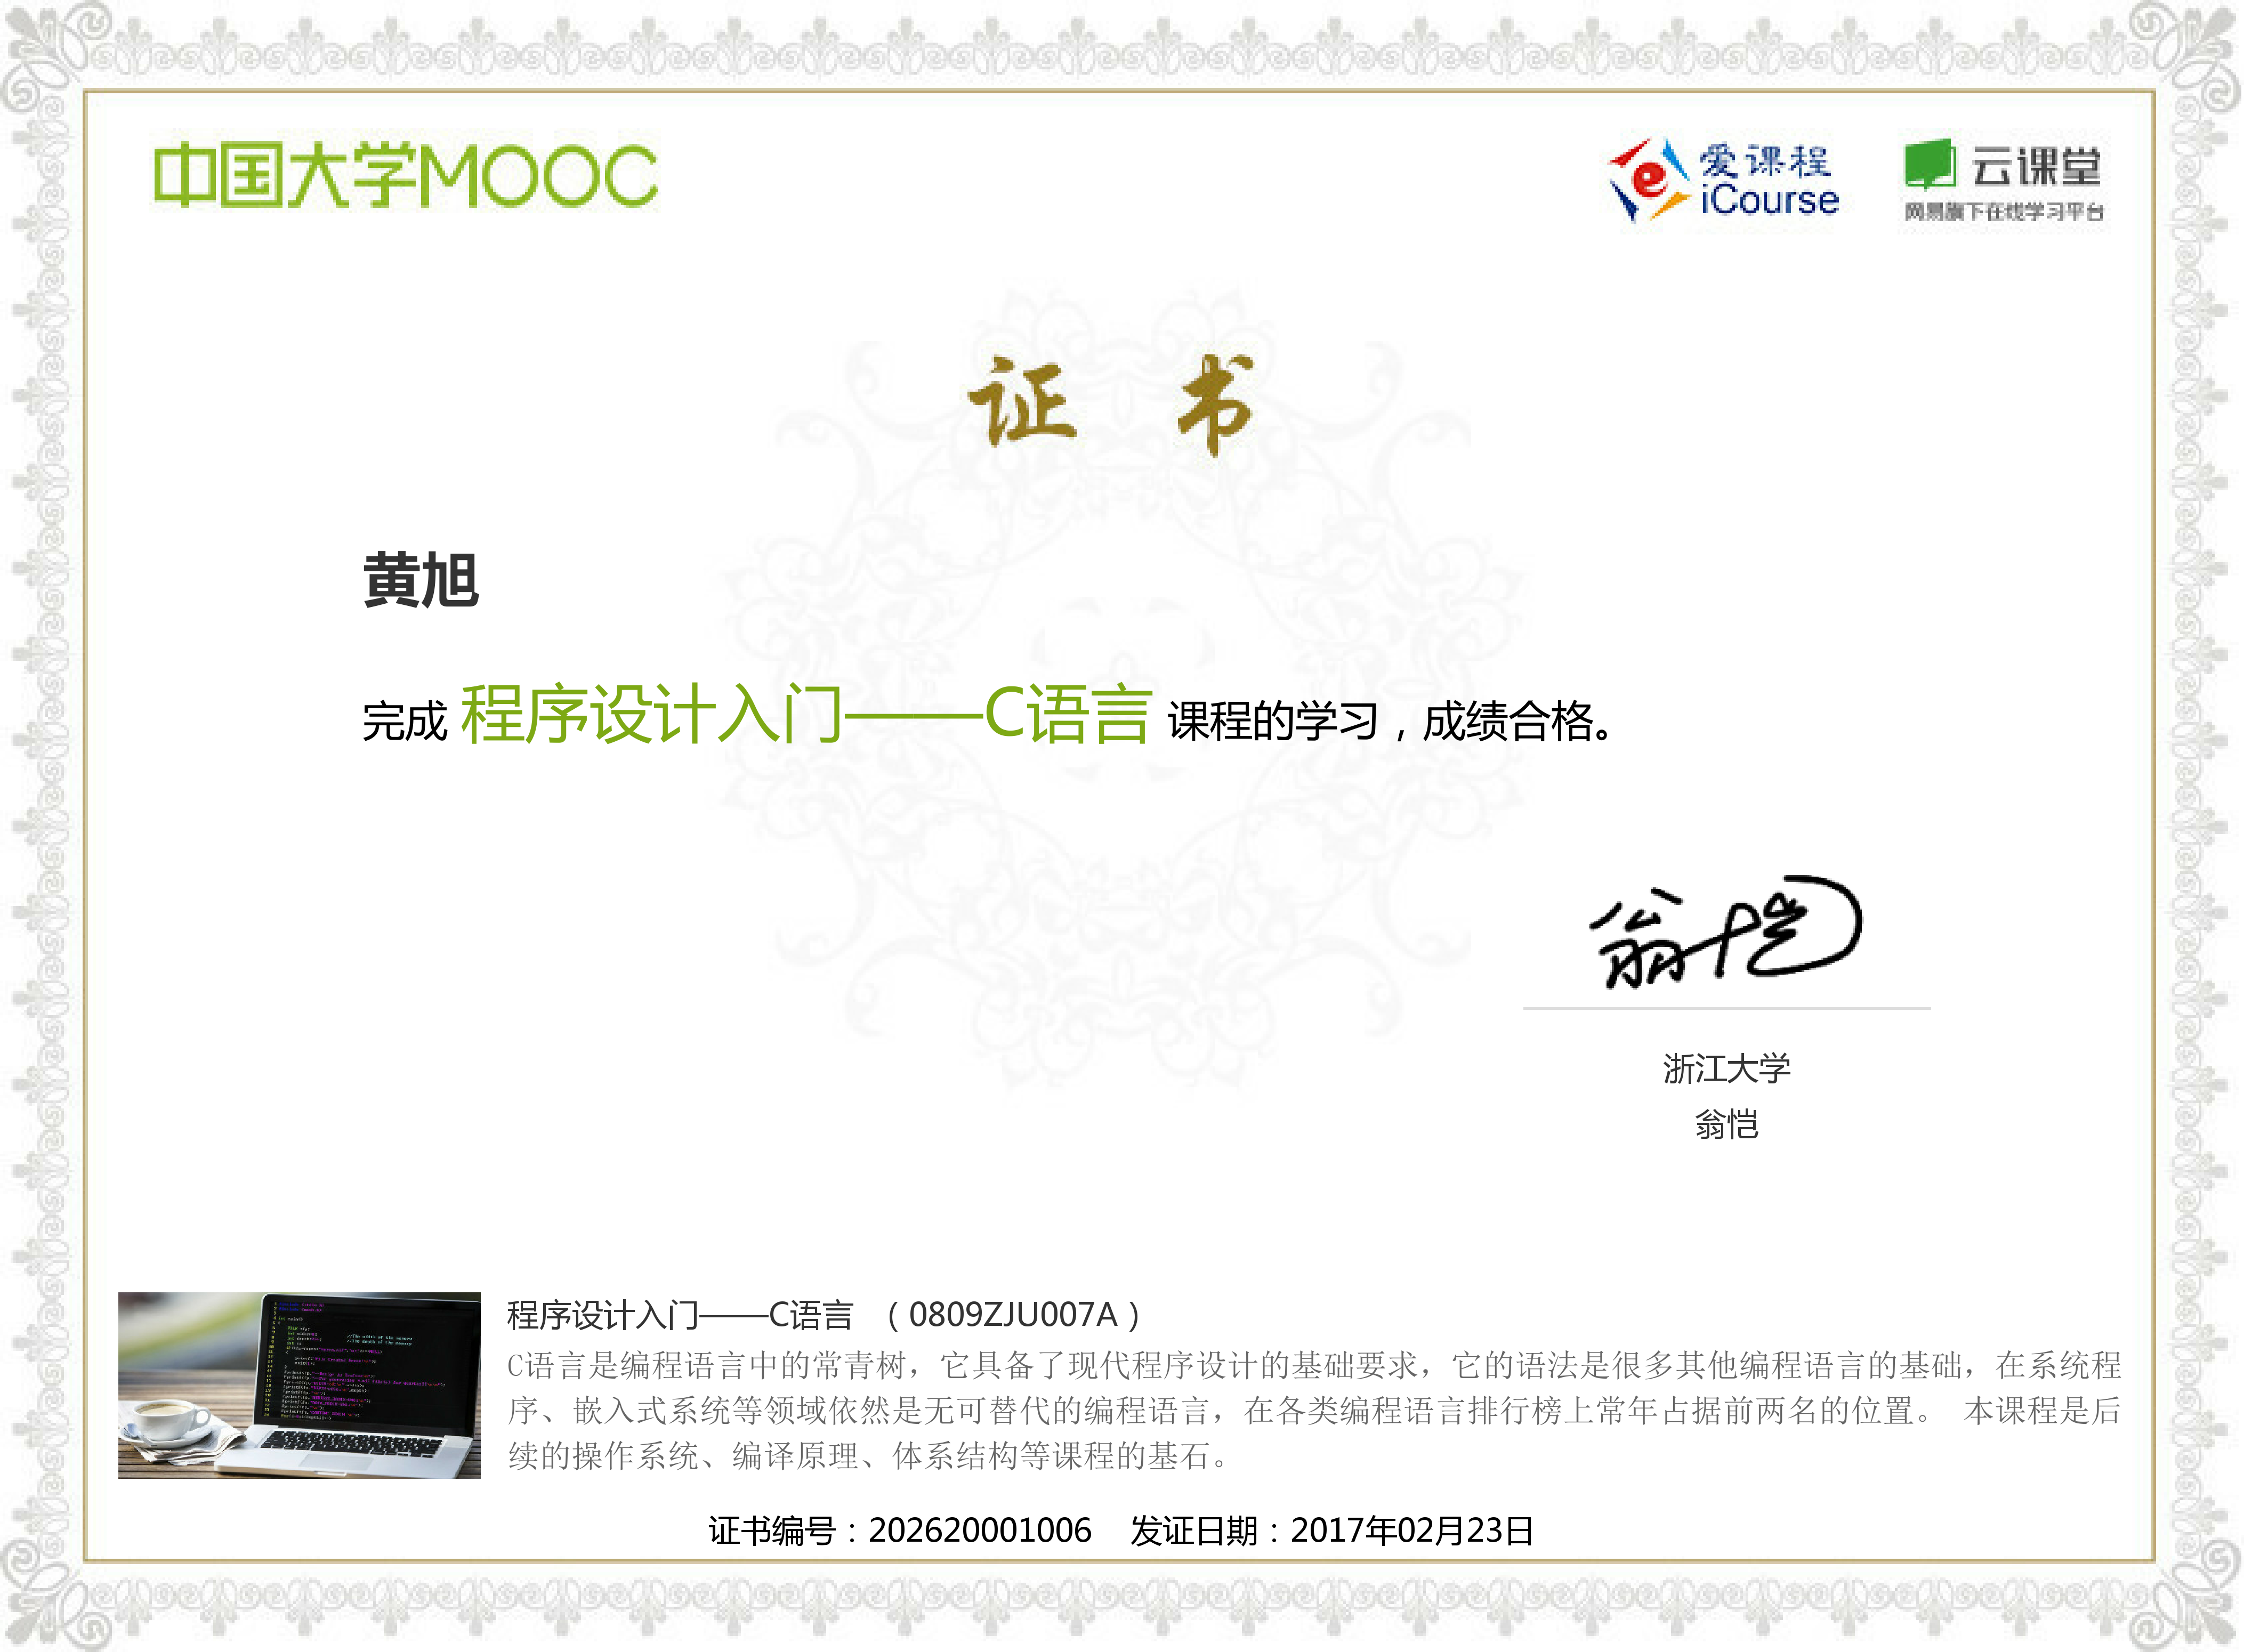 中国大学MOOC
爱课程
iCourse
云课堂
网易旗下在线学习平台
证 书
黄旭
完成 程序设计入门——C语言 课程的学习，成绩合格。
翁恺
浙江大学
翁恺
程序设计入门——C语言 （0809ZJU007A）
C语言是编程语言中的常青树，它具备了现代程序设计的基础要求，它的语法是很多其他编程语言的基础，在系统程
序、嵌入式系统等领域依然是无可替代的编程语言，在各类编程语言排行榜上常年占据前两名的位置。 本课程是后
续的操作系统、编译原理、体系结构等课程的基石。
证书编号：202620001006 发证日期：2017年02月23日